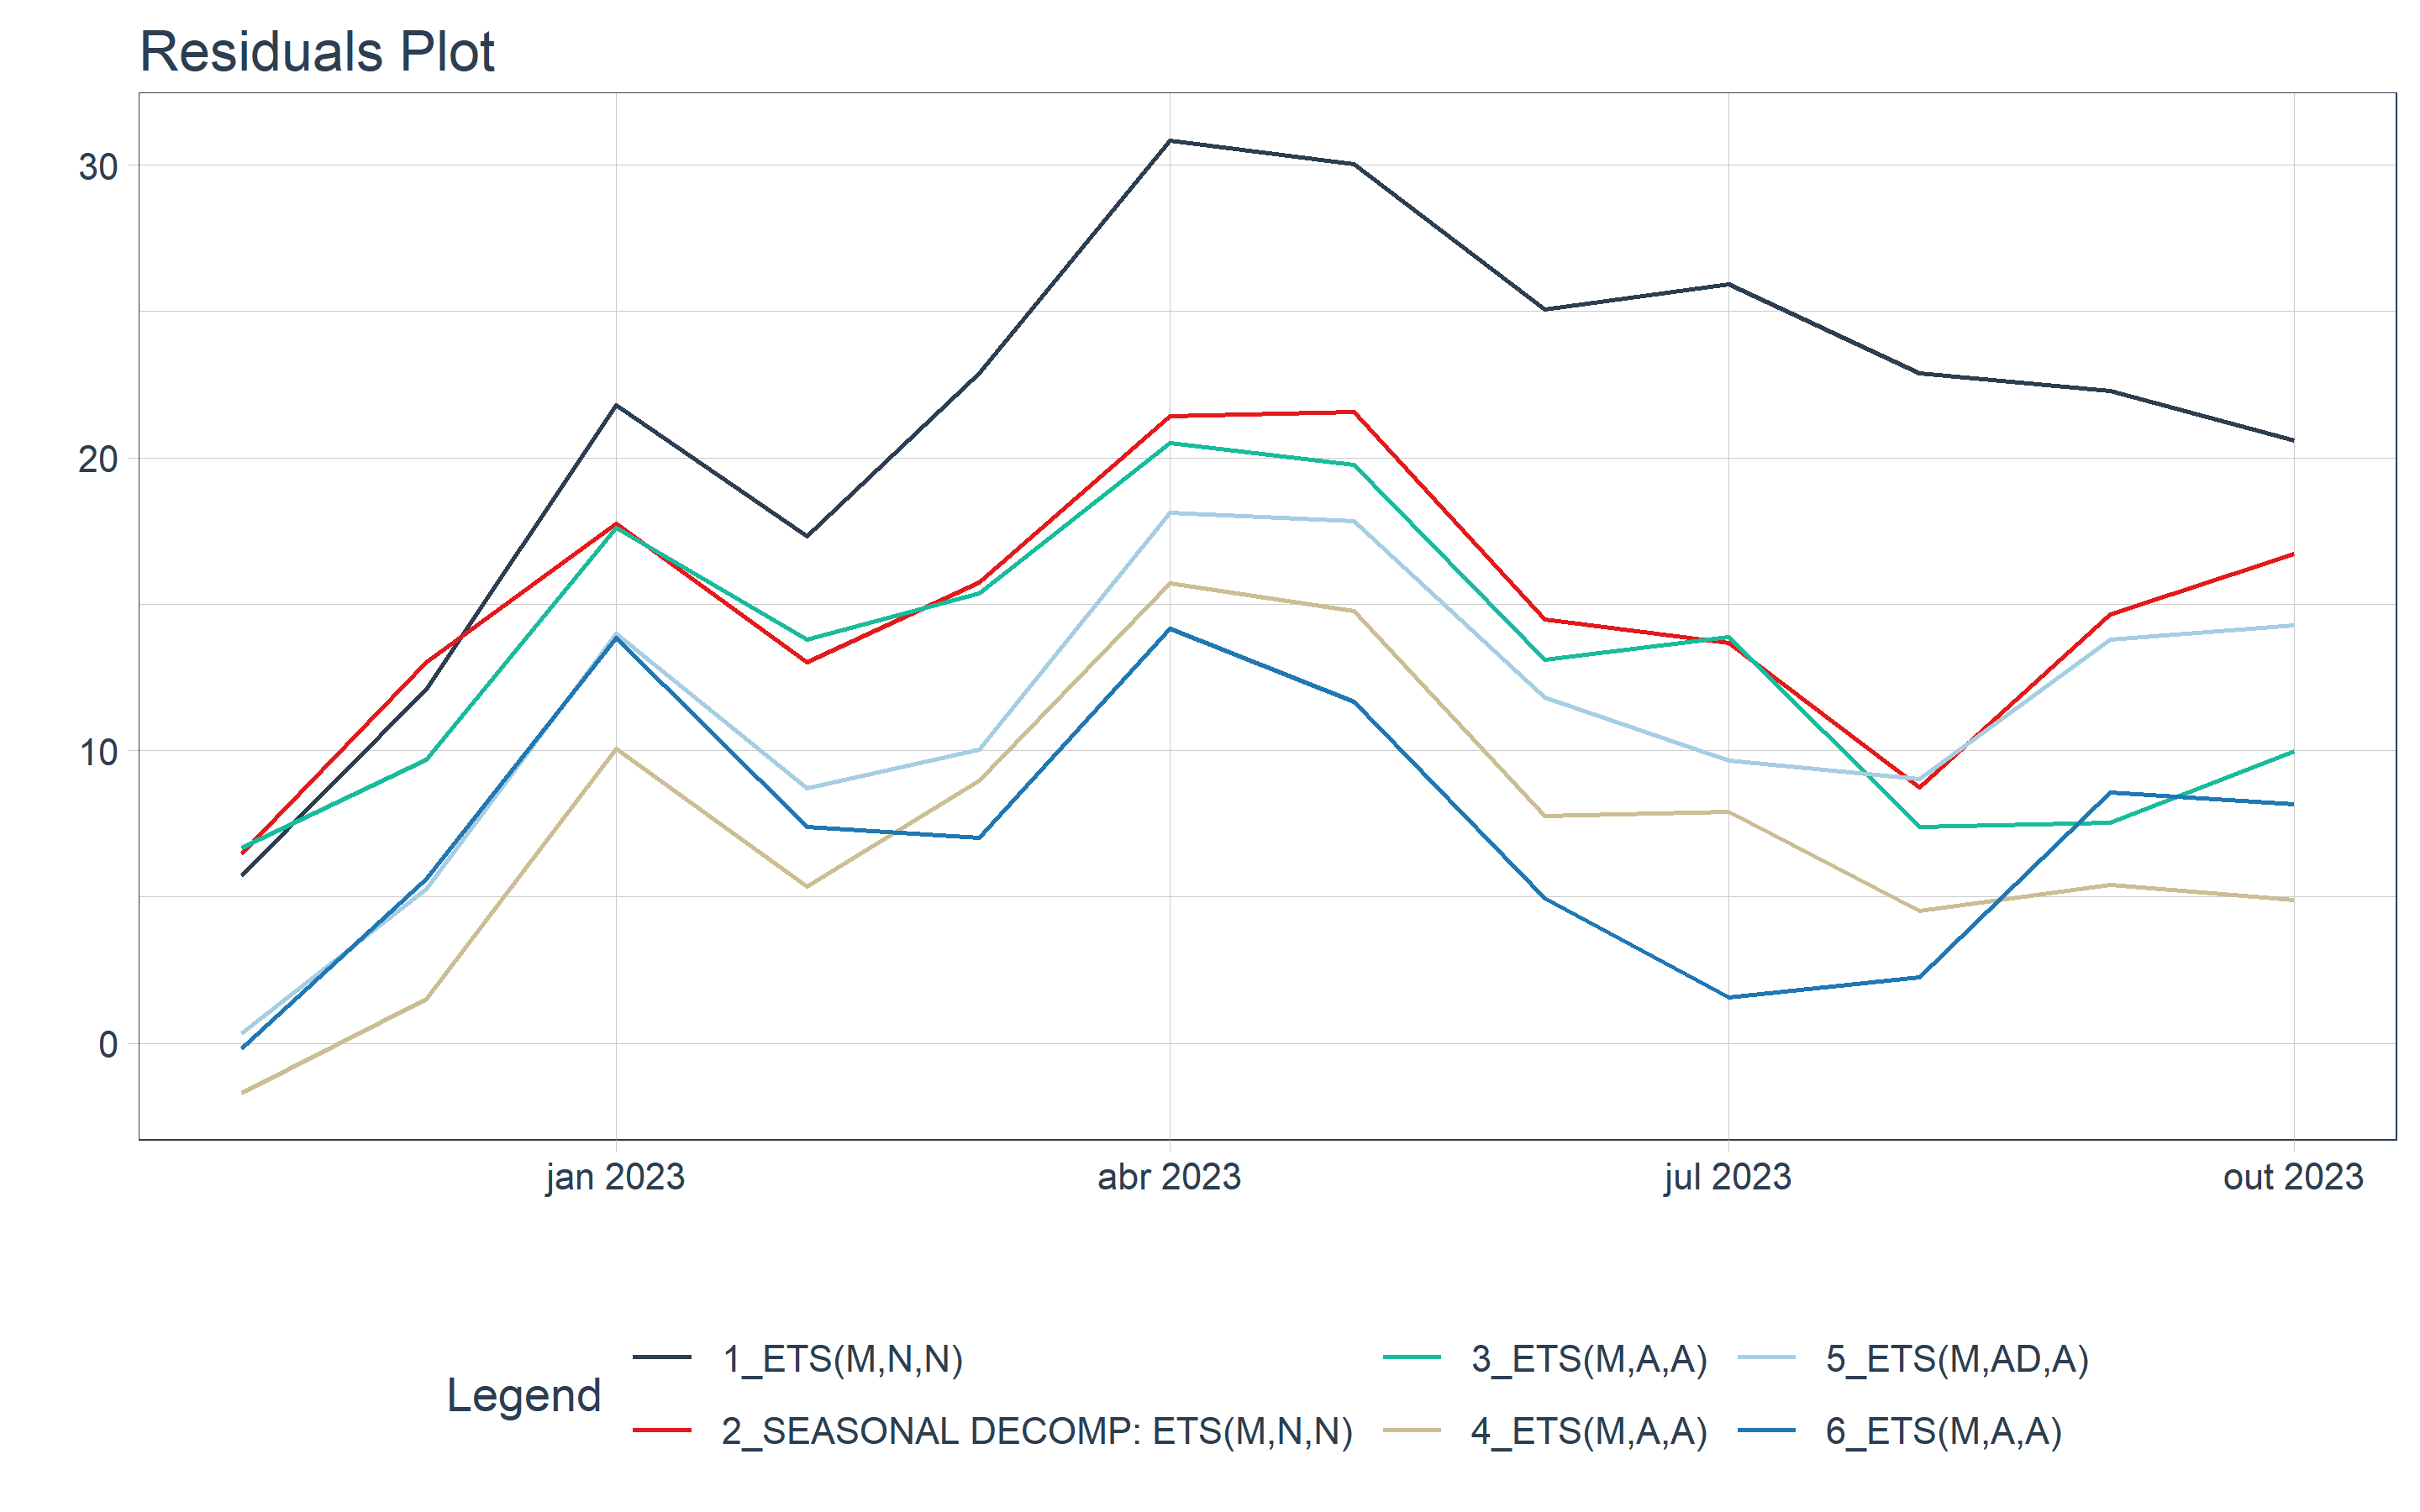 Residuals Plot
30
20
10
0
jan 2023 abr 2023 jul 2023 out 2023
Legend
1_ETS(M,N,N) 3_ETS(M,A,A) 5_ETS(M,AD,A)
2_SEASONAL DECOMP: ETS(M,N,N) 4_ETS(M,A,A) 6_ETS(M,A,A)